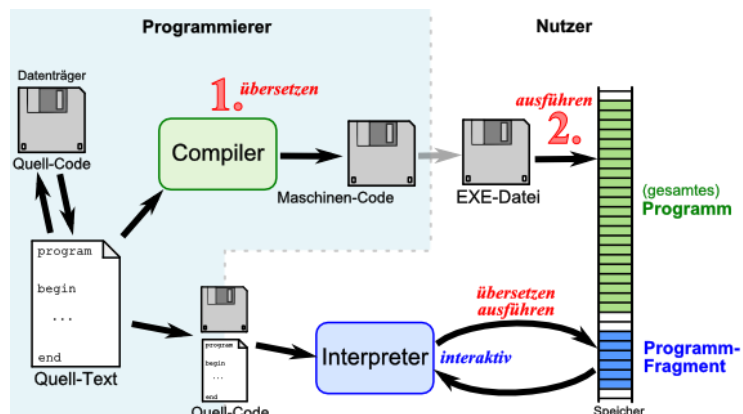 Programmierer
Nutzer
Datenträger
1. übersetzen
ausführen
2.
Quell-Code
Compiler
Maschinen-Code
EXE-Datei
(gesamtes)
Programm
program
begin
...
end
Quell-Text
program
begin
...
end
Quell-Code
Interpreter
übersetzen
ausführen
interaktiv
Programm-
Fragment
Speicher